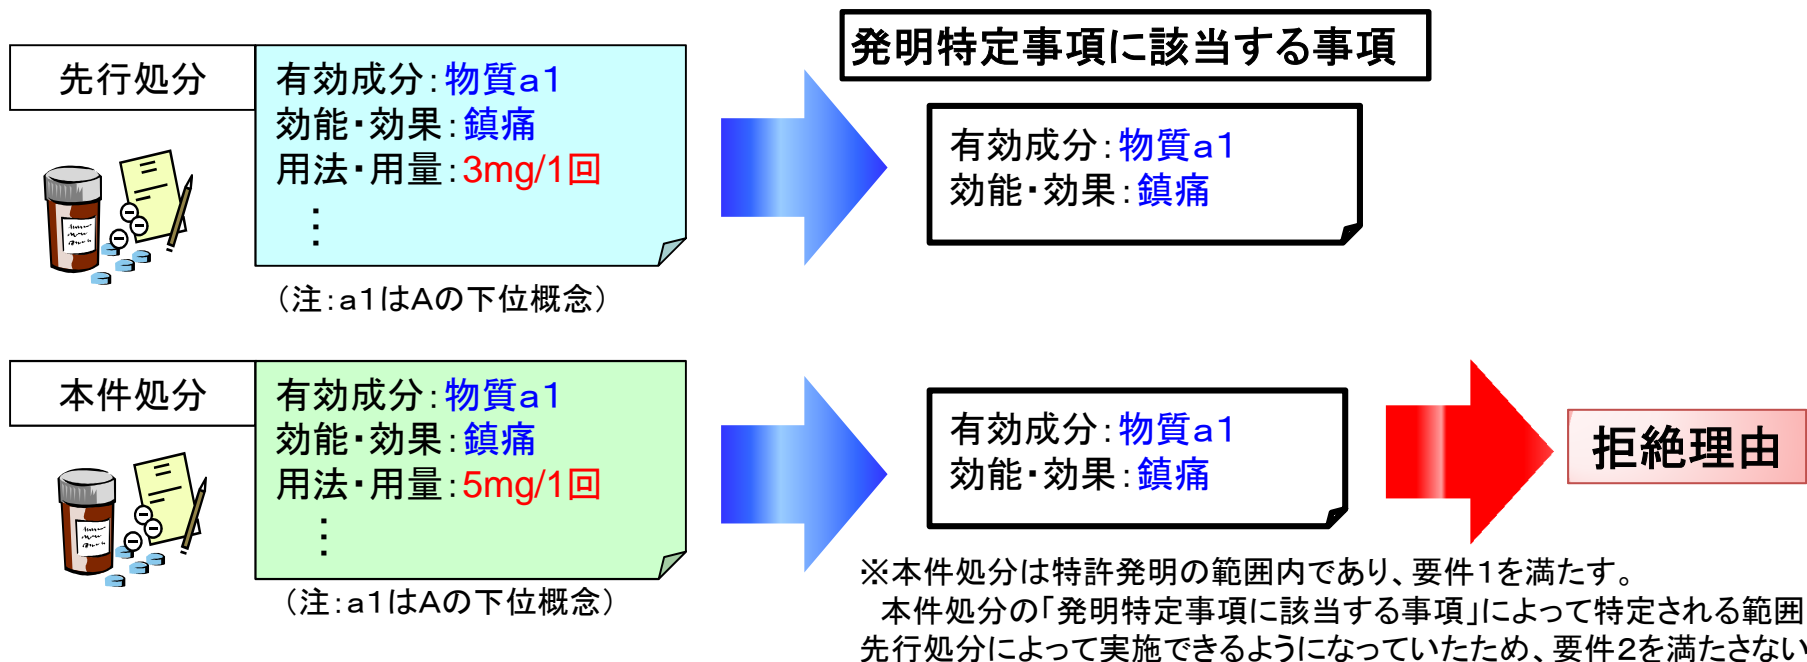 発明特定事項に該当する事項
先行処分
有効成分：物質a1
効能・効果：鎮痛
用法・用量：3mg/1回
：
（注：a1はAの下位概念）
有効成分：物質a1
効能・効果：鎮痛
本件処分
有効成分：物質a1
効能・効果：鎮痛
用法・用量：5mg/1回
：
（注：a1はAの下位概念）
有効成分：物質a1
効能・効果：鎮痛
拒絶理由
※本件処分は特許発明の範囲内であり、要件1を満たす。
本件処分の「発明特定事項に該当する事項」によって特定される範囲
先行処分によって実施できるようになっていたため、要件2を満たさない